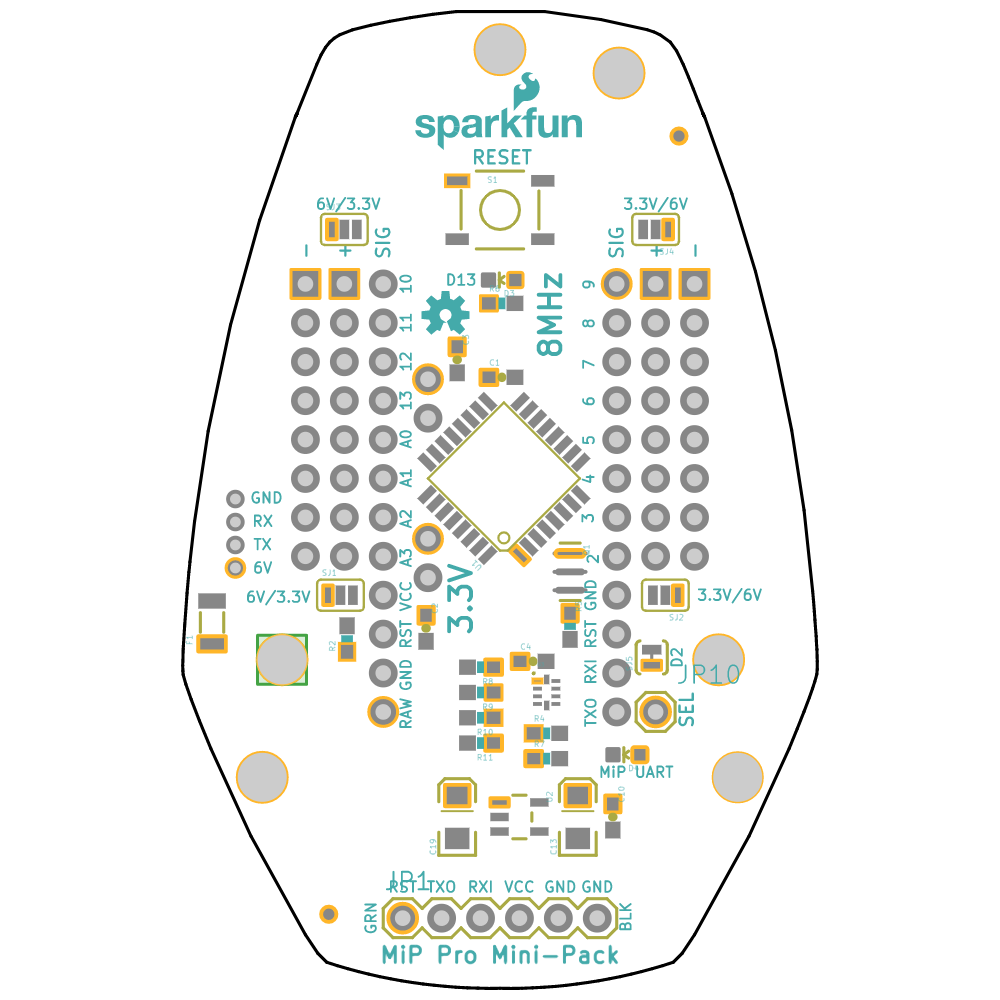 sparkfun
RESET
S1
6V/3.3V
3.3V/6V
SJ4
- + SIG
SIG + -
D13
D3
8MHz
C1
10
11
12
13
A0
A1
A2
A3
VCC
RST
GND
RAW
9
8
7
6
5
4
3
2
GND
RST
RXI
TXO
GND
RX
TX
6V
SJ1
6V/3.3V
3.3V
3.3V/6V
SJ2
F1
R2
C4
D2
JP10
SEL
R8
R9
R10
R11
R4
R7
MiP UART
C19
C13
C10
JP1
RST TXO RXI VCC GND GND
GRN
BLK
MiP Pro Mini-Pack